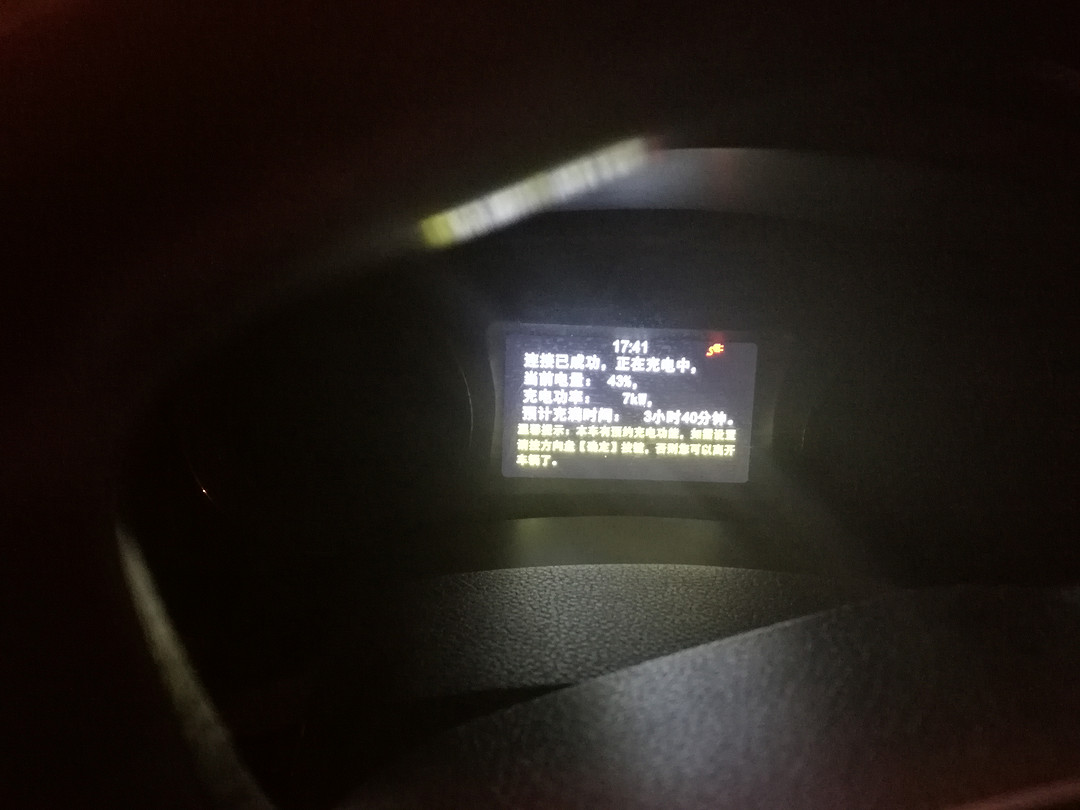 17:41
连接已成功，正在充电中。
当前电量： 43%。
充电功率： 7kW。
预计充满时间： 3小时40分钟。
温馨提示：本车有预约充电功能，如需设置
请按方向盘【确定】按键，否则您可以离开
车辆了。